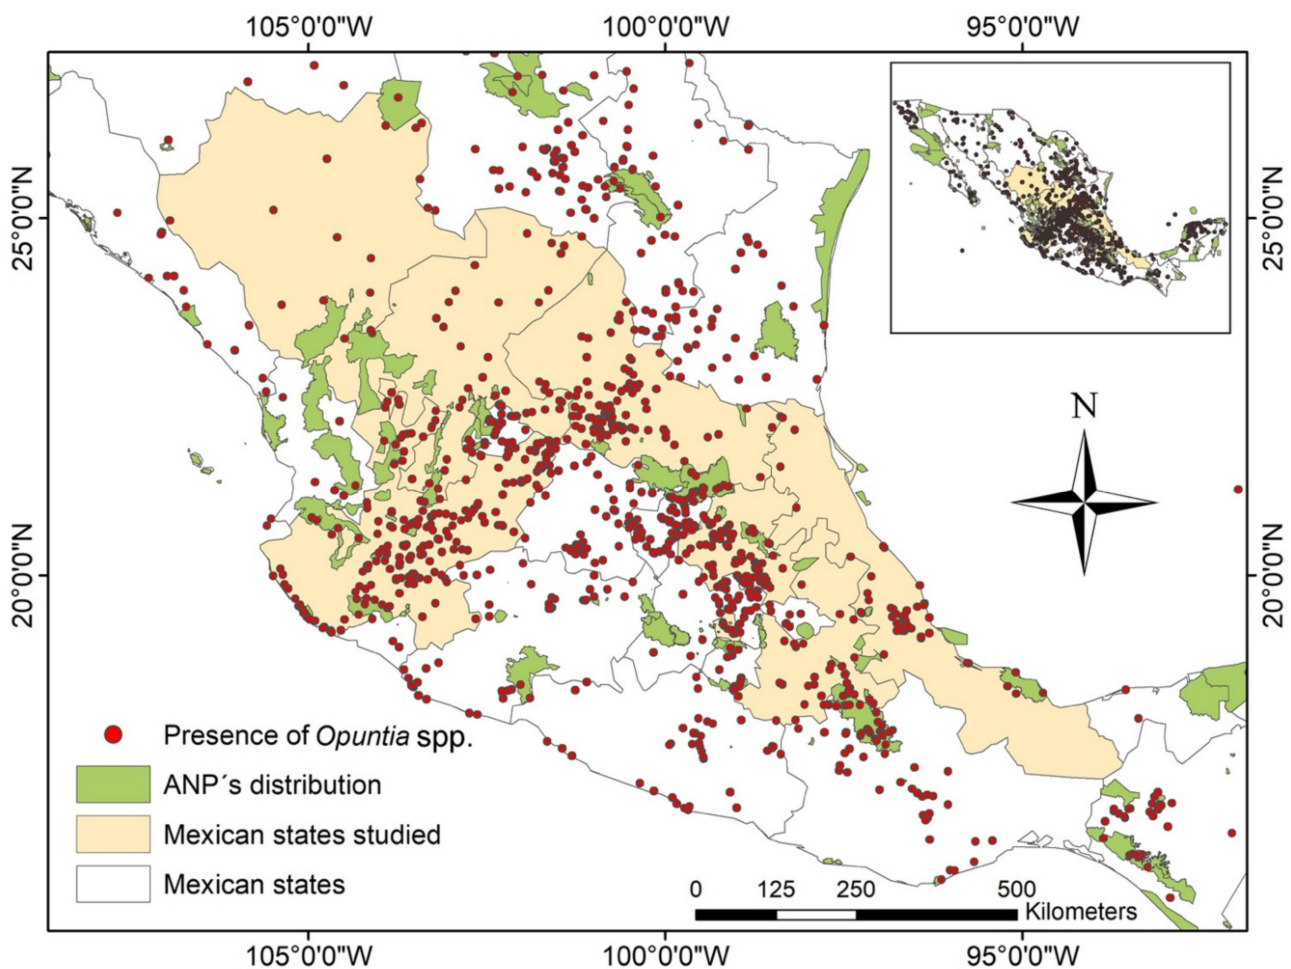 105°0'0"W 100°0'0"W 95°0'0"W
25°0'0"N
25°0'0"N
N
20°0'0"N
20°0'0"N
Presence of Opuntia spp.
ANP´s distribution
Mexican states studied
Mexican states
0 125 250 500
Kilometers
105°0'0"W 100°0'0"W 95°0'0"W